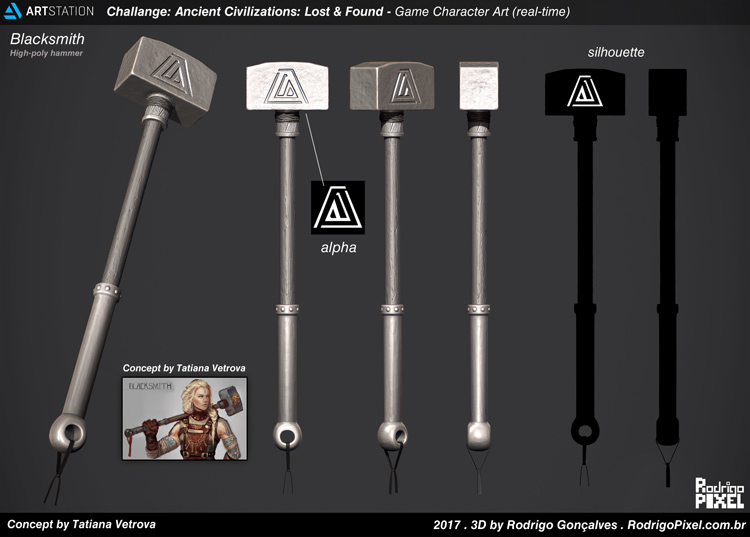 ARTSTATION Challange: Ancient Civilizations: Lost & Found - Game Character Art (real-time)
Blacksmith
High-poly hammer
silhouette
alpha
Concept by Tatiana Vetrova
BLACKSMITH
Rodrigo
PIXEL
Concept by Tatiana Vetrova
2017 . 3D by Rodrigo Gonçalves . RodrigoPixel.com.br